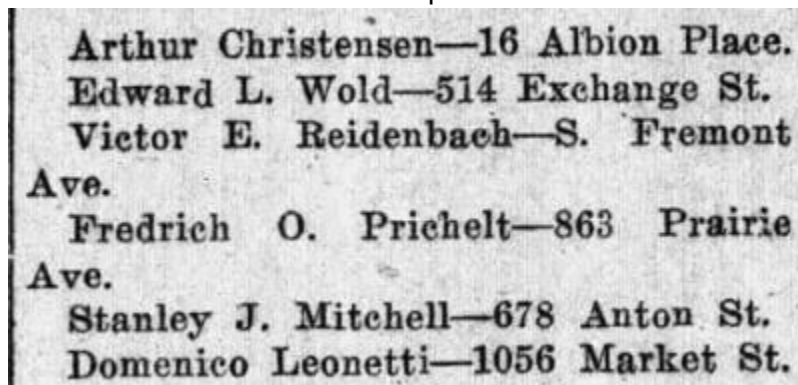 Arthur Christensen—16 Albion Place.
Edward L. Wold—514 Exchange St.
Victor E. Reidenbach—S. Fremont
Ave.
Fredrich O. Prichelt—863 Prairie
Ave.
Stanley J. Mitchell—678 Anton St.
Domenico Leonetti—1056 Market St.